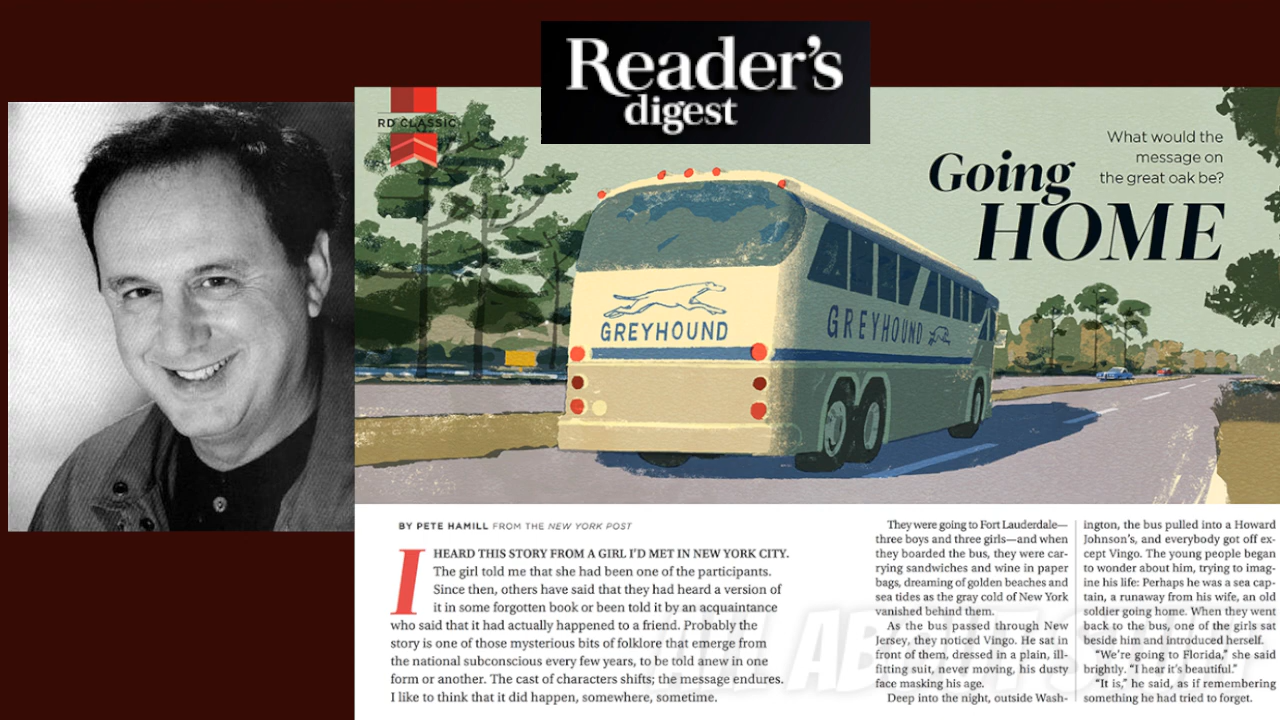 Reader's
digest
RD CLASSIC
What would the
message on
the great oak be?
Going
HOME
GREYHOUND
GREYHOUND
BY PETE HAMILL FROM THE NEW YORK POST
I HEARD THIS STORY FROM A GIRL I'D MET IN NEW YORK CITY.
The girl told me that she had been one of the participants.
Since then, others have said that they had heard a version of
it in some forgotten book or been told it by an acquaintance
who said that it had actually happened to a friend. Probably the
story is one of those mysterious bits of folklore that emerge from
the national subconscious every few years, to be told anew in one
form or another. The cast of characters shifts; the message endures.
I like to think that it did happen, somewhere, sometime.
They were going to Fort Lauderdale—
three boys and three girls—and when
they boarded the bus, they were car-
rying sandwiches and wine in paper
bags, dreaming of golden beaches and
sea tides as the gray cold of New York
vanished behind them.
As the bus passed through New
Jersey, they noticed Vingo. He sat in
front of them, dressed in a plain, ill-
fitting suit, never moving, his dusty
face masking his age.
Deep into the night, outside Wash-
ington, the bus pulled into a Howard
Johnson's, and everybody got off ex-
cept Vingo. The young people began
to wonder about him, trying to imag-
ine his life: Perhaps he was a sea cap-
tain, a runaway from his wife, an old
soldier going home. When they went
back to the bus, one of the girls sat
beside him and introduced herself.
"We're going to Florida," she said
brightly. "I hear it's beautiful."
"It is," he said, as if remembering
something he had tried to forget.